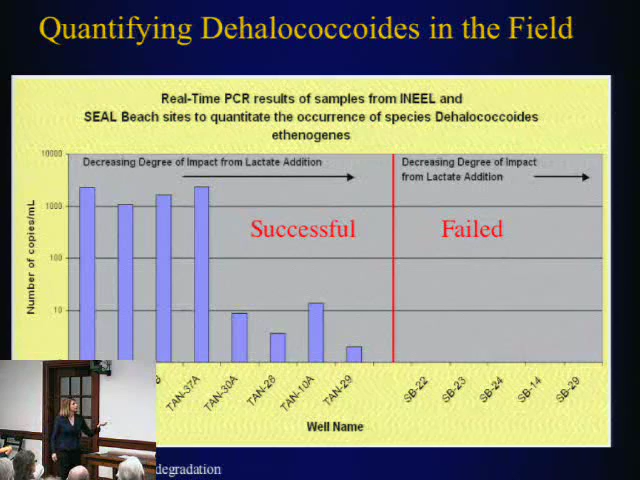 Quantifying Dehalococcoides in the Field
Real-Time PCR results of samples from INEEL and
SEAL Beach sites to quantitate the occurrence of species Dehalococcoides
ethenogenes
Decreasing Degree of Impact from Lactate Addition
Decreasing Degree of Impact
from Lactate Addition
Successful
Failed
Number of copies/mL
10000
1000
100
10
TAN-37A
TAN-30A
TAN-28
TAN-10A
TAN-29
SB-22
SB-23
SB-24
SB-14
SB-29
Well Name
degradation